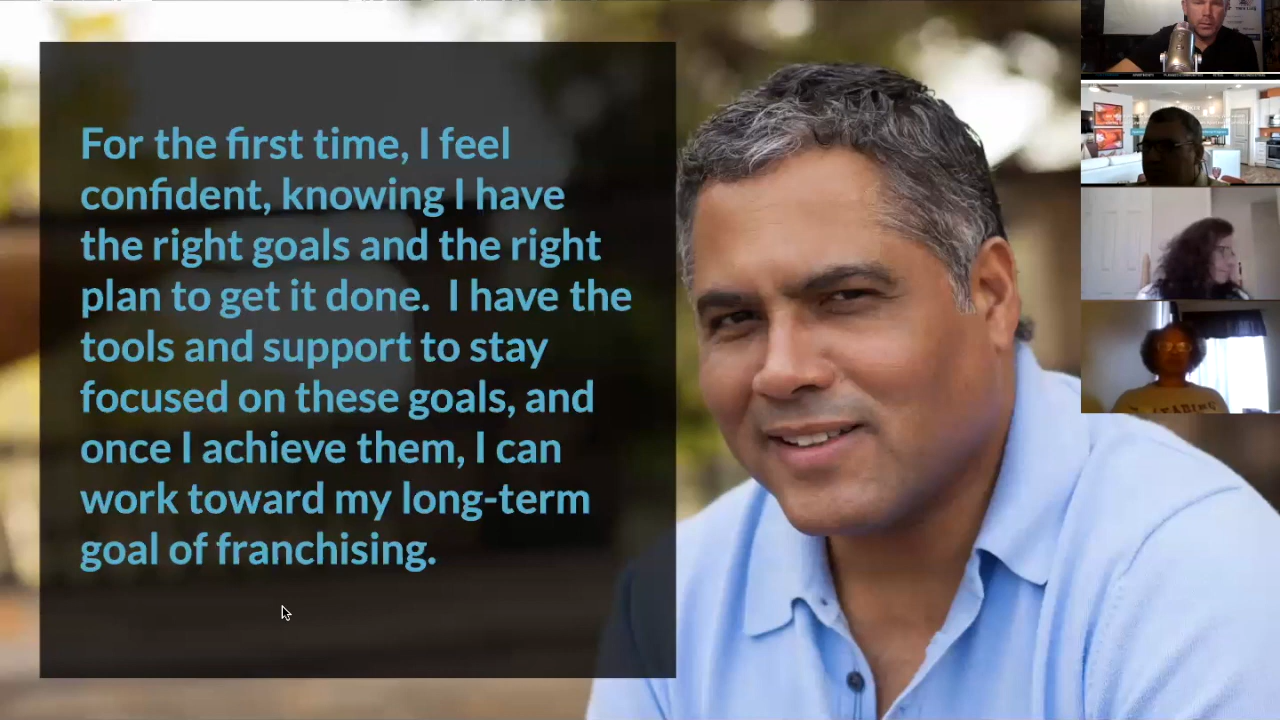 For the first time, I feel
confident, knowing I have
the right goals and the right
plan to get it done.  I have the
tools and support to stay
focused on these goals, and
once I achieve them, I can
work toward my long-term
goal of franchising.